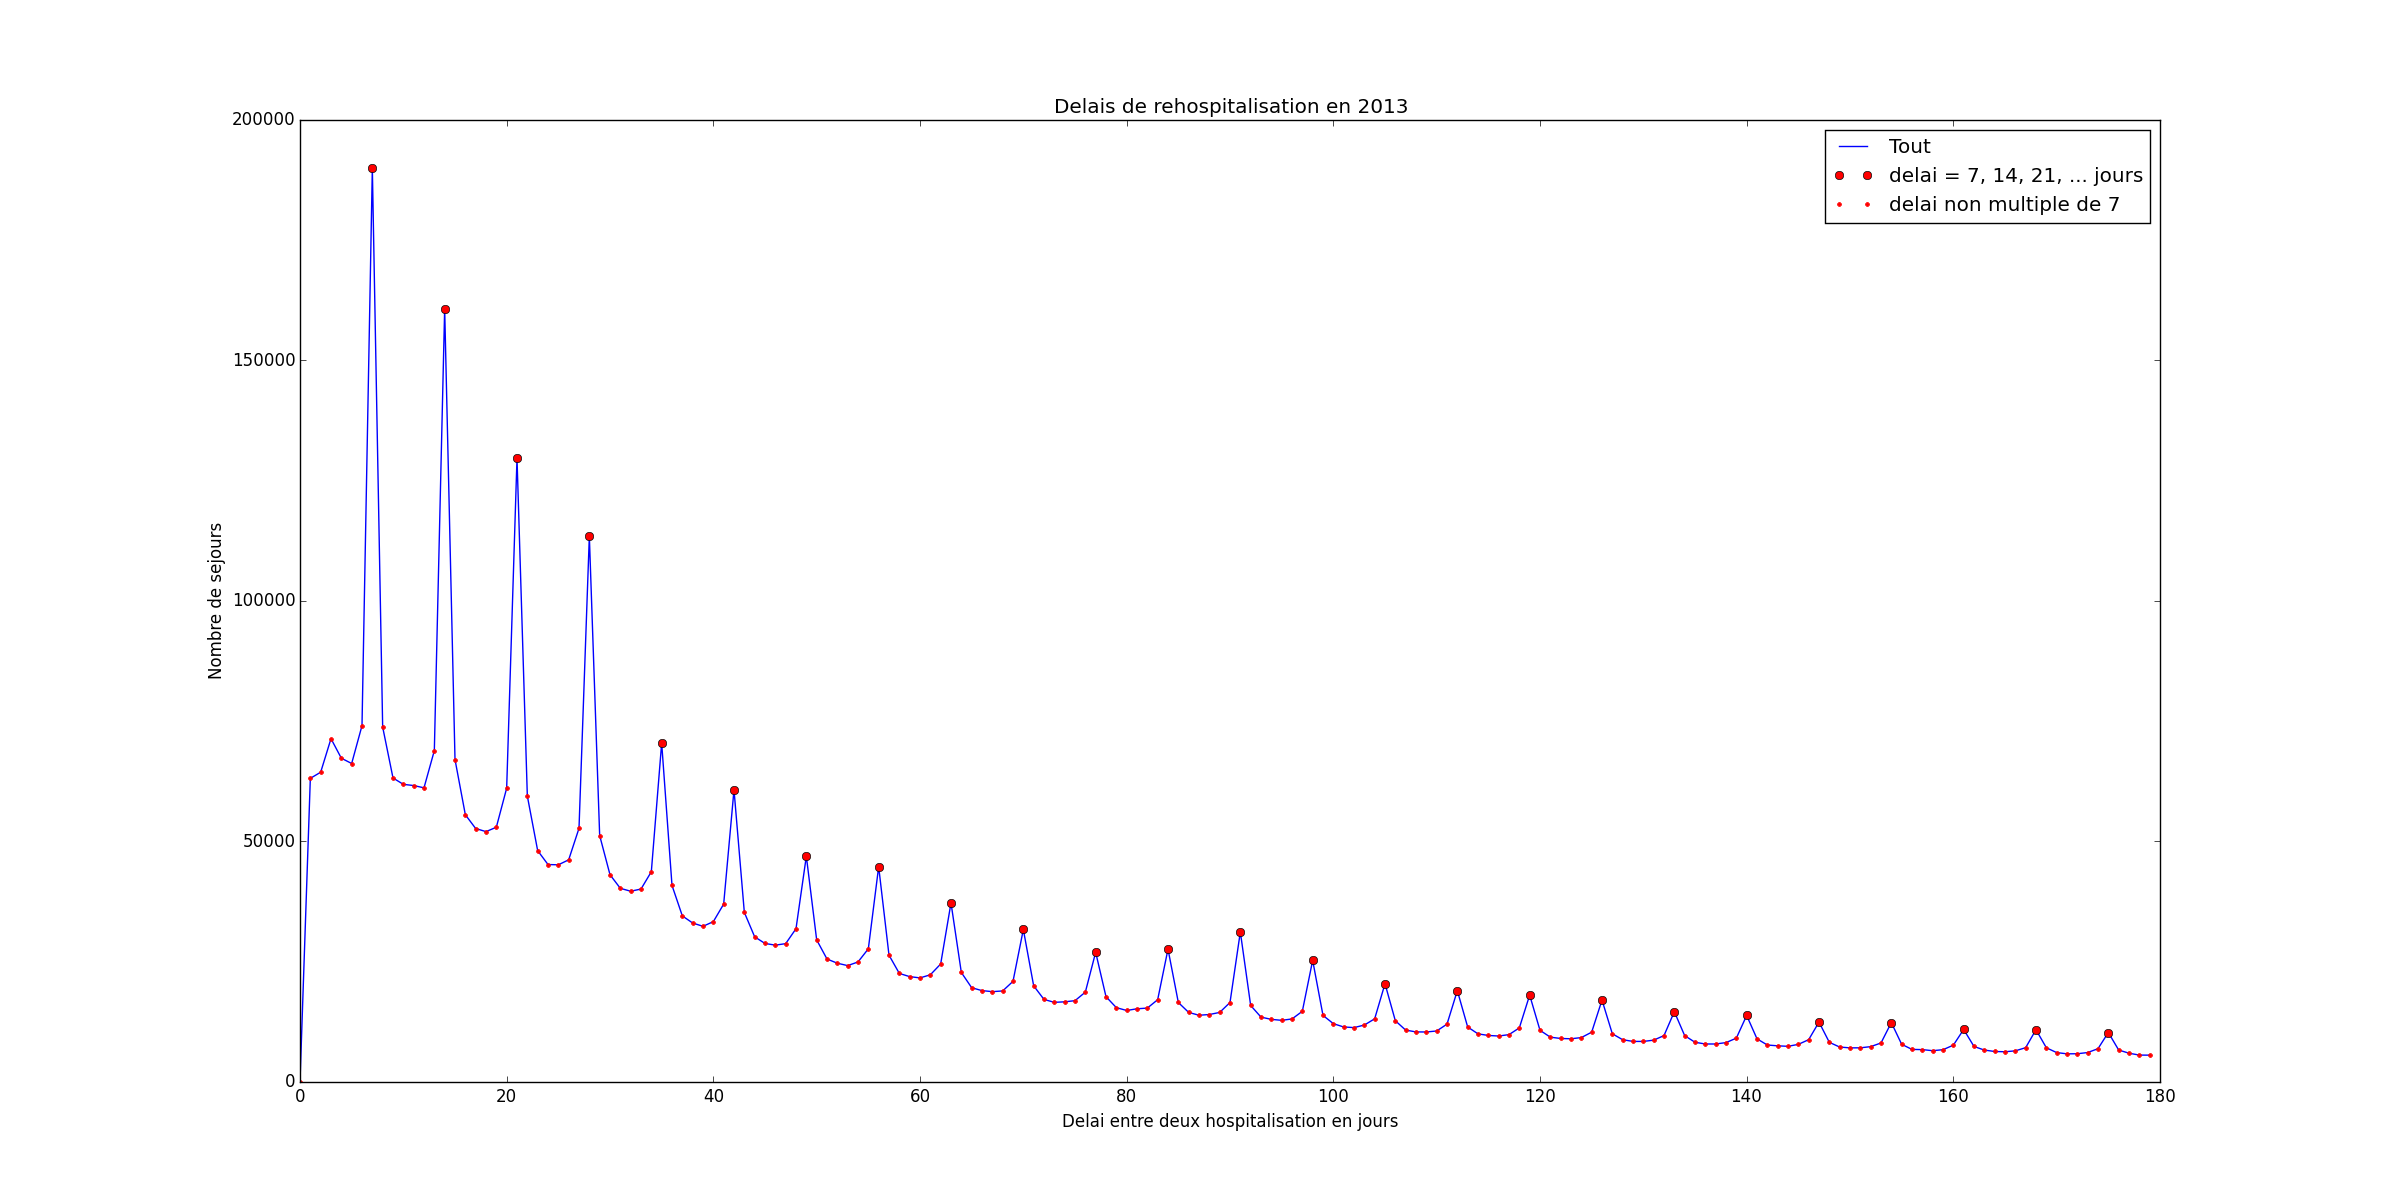 Delais de rehospitalisation en 2013
200000
150000
100000
50000
0
Nombre de sejours
Tout
delai = 7, 14, 21, ... jours
delai non multiple de 7
0 20 40 60 80 100 120 140 160 180
Delai entre deux hospitalisation en jours